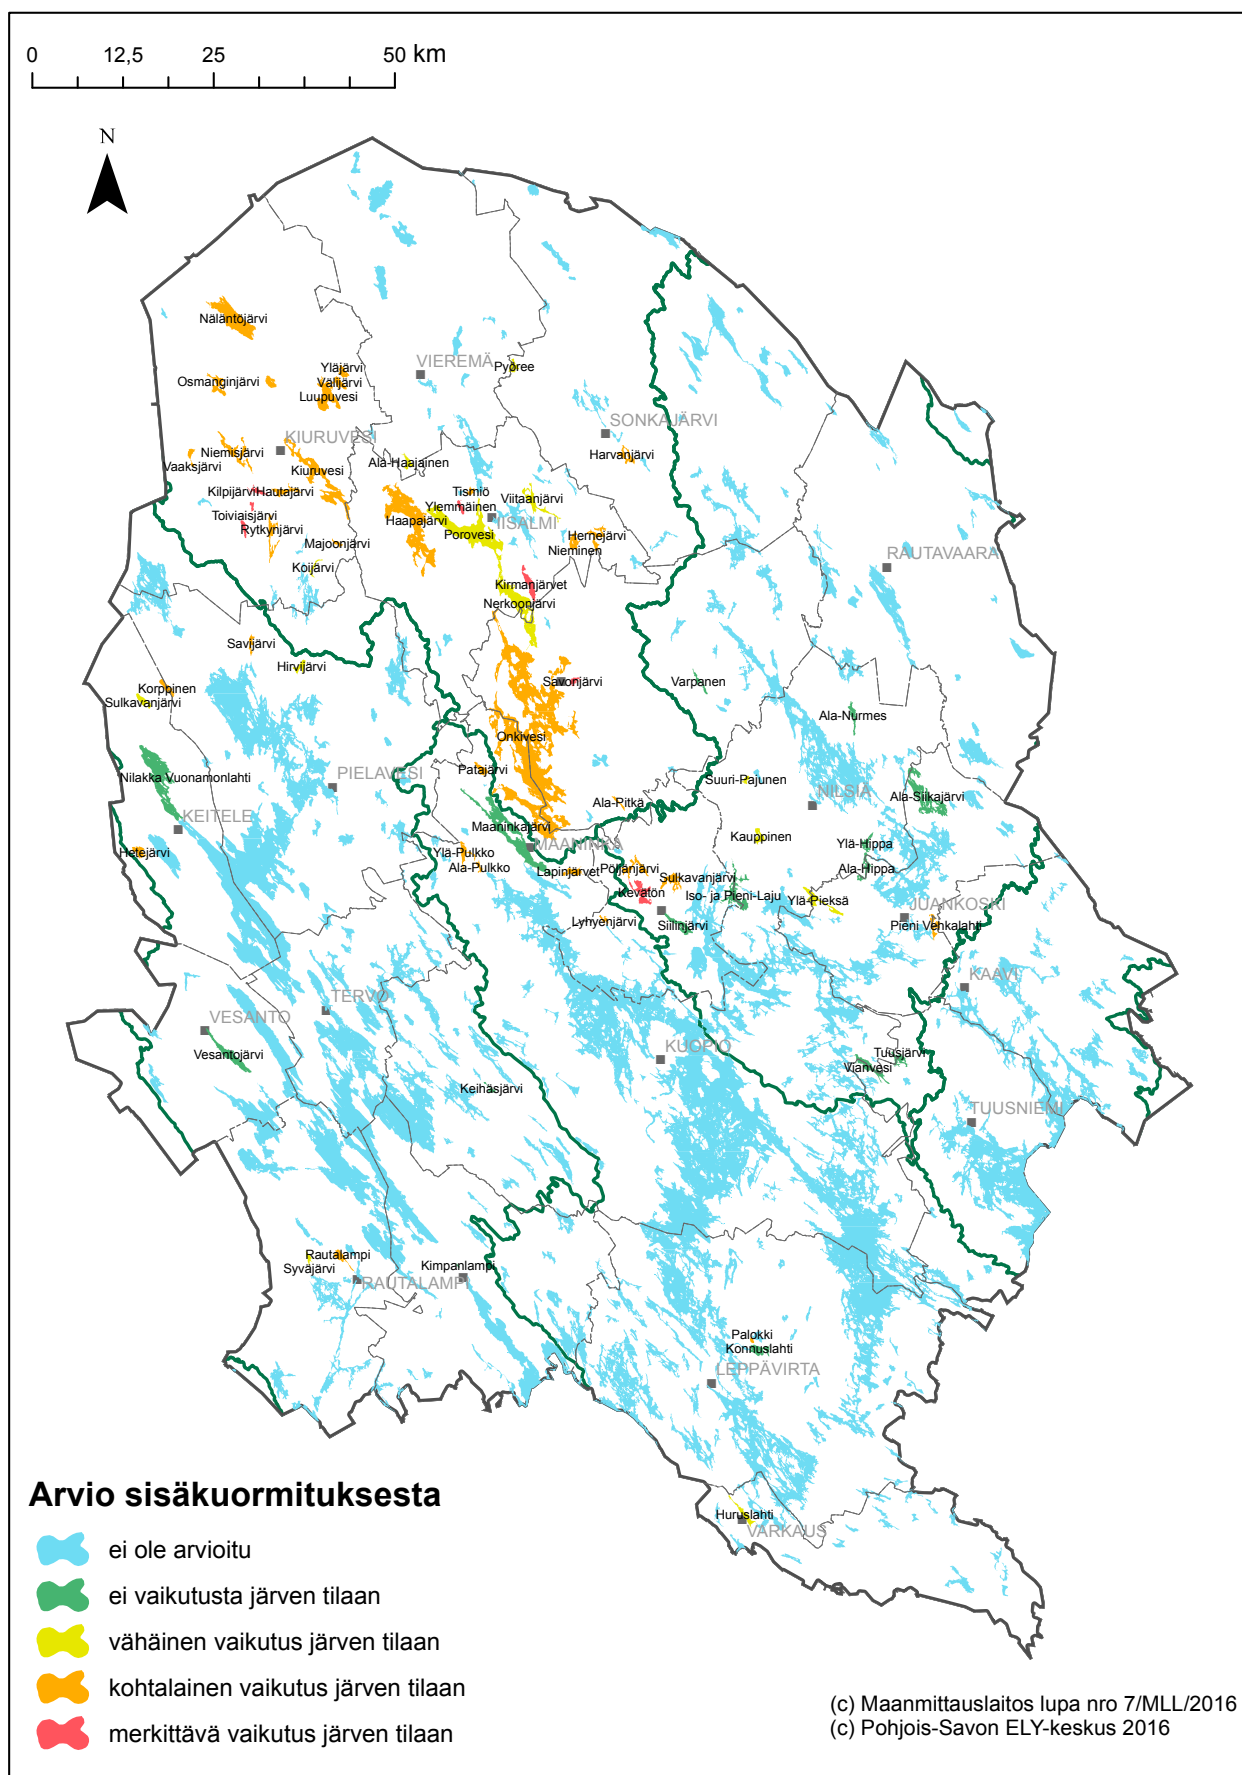 0 12,5 25 50 km
N
Näläntöjärvi
Yläjärvi
Osmanginjärvi
Välijärvi
Luupuvesi
VIEREMÄ
Pyöree
SONKAJÄRVI
KIURUVESI
Niemisjärvi
Harvanjärvi
Vaaksjärvi
Kiuruvesi
Ala-Haajainen
Kilpijärvi
Hautajärvi
Tismiö
Viitaanjärvi
Ylemmäinen
Toiviaisjärvi
Haapajärvi
IISALMI
Rytkynjärvi
Porovesi
Hernejärvi
Majoonjärvi
Nieminen
Koijärvi
RAUTAVAARA
Kirmanjärvet
Nerkoonjärvi
Savijärvi
Hirvijärvi
Savonjärvi
Varpanen
Korppinen
Sulkavanjärvi
Ala-Nurmes
Onkivesi
Nilakka Vuonamonlahti
PIELAVESI
Patajärvi
Suuri-Pajunen
NILSIÄ
Ala-Siikajärvi
Ala-Pitkä
KEITELE
Maaninkajärvi
Kauppinen
MAANINKA
Ylä-Hippa
Hetejärvi
Ylä-Pulkko
Ala-Pulkko
Lapinjärvet
Pöljänjärvi
Ala-Hippa
Sulkavanjärvi
Kevätön
Iso- ja Pieni-Laju
Ylä-Pieksä
JUANKOSKI
Lyhyenjärvi
Siilinjärvi
Pieni Vehkalahti
KAAVI
TERVO
VESANTO
KUOPIO
Vesantojärvi
Tuusjärvi
Vianvesi
Keihäsjärvi
TUUSNIEMI
Rautalampi
Syväjärvi
Kimpanlampi
RAUTALAMPI
Palokki
Konnuslahti
LEPPÄVIRTA
Huruslahti
VARKAUS
Arvio sisäkuormituksesta
ei ole arvioitu
ei vaikutusta järven tilaan
vähäinen vaikutus järven tilaan
kohtalainen vaikutus järven tilaan
merkittävä vaikutus järven tilaan
(c) Maanmittauslaitos lupa nro 7/MLL/2016
(c) Pohjois-Savon ELY-keskus 2016